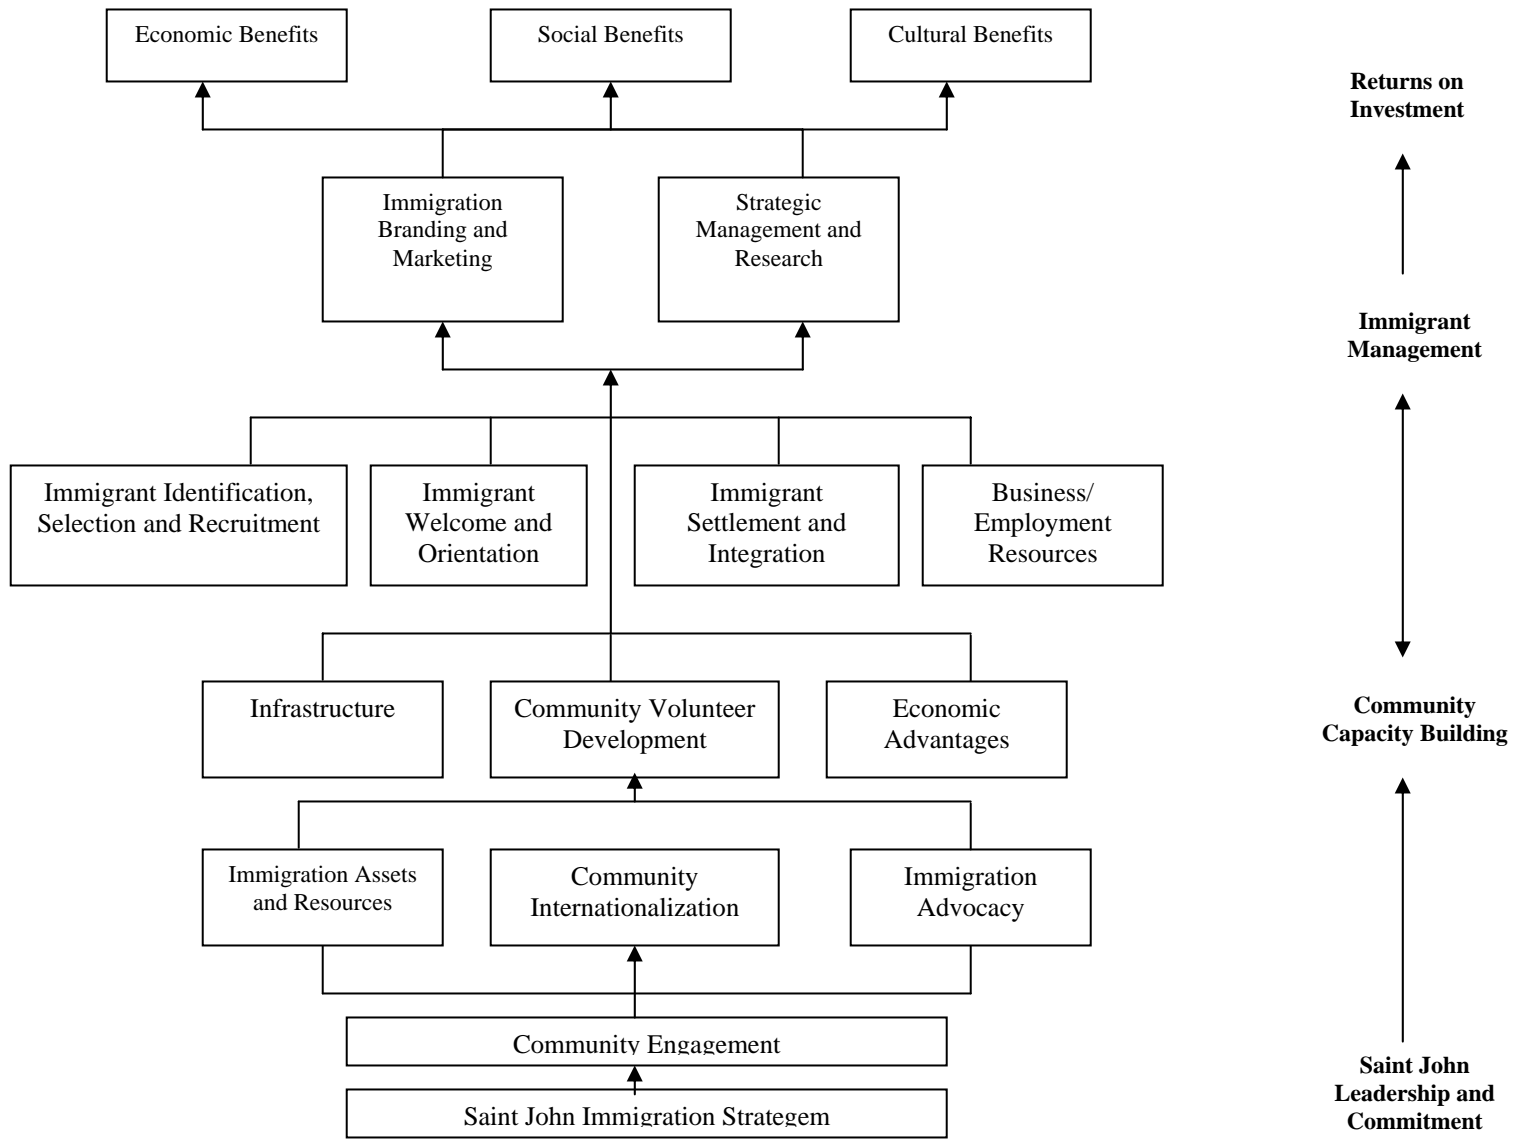 Economic Benefits
Social Benefits
Cultural Benefits
Returns on
Investment
Immigration
Branding and
Marketing
Strategic
Management and
Research
Immigrant
Management
Immigrant Identification,
Selection and Recruitment
Immigrant
Welcome and
Orientation
Immigrant
Settlement and
Integration
Business/
Employment
Resources
Infrastructure
Community Volunteer
Development
Economic
Advantages
Community
Capacity Building
Immigration Assets
and Resources
Community
Internationalization
Immigration
Advocacy
Community Engagement
Saint John Immigration Strategem
Saint John
Leadership and
Commitment